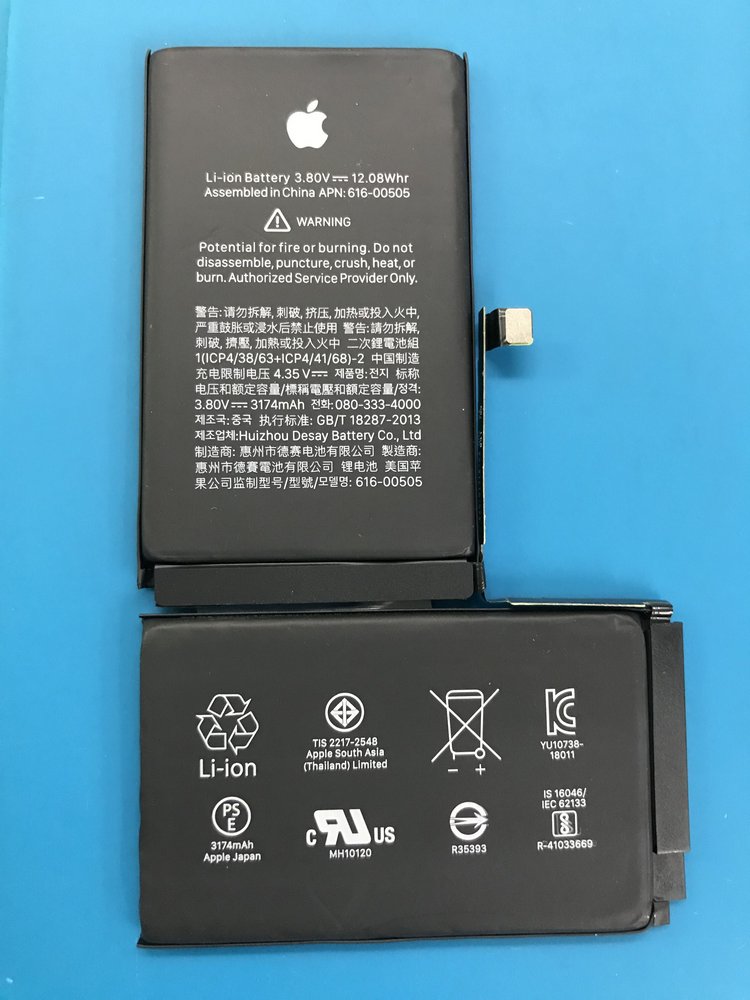 Li-ion Battery 3.80V⎓ 12.08Whr
Assembled in China APN: 616-00505
WARNING
Potential for fire or burning. Do not
disassemble, puncture, crush, heat, or
burn. Authorized Service Provider Only.
警告:请勿拆解, 刺破, 挤压, 加热或投入火中,
严重鼓胀或浸水后禁止使用 警告:請勿拆解,
刺破, 擠壓, 加熱或投入火中 二次鋰電池組
1(ICP4/38/63+ICP4/41/68)-2 中国制造
充电限制电压 4.35V⎓ 제품명:전지 标称
电压和额定容量/標稱電壓和額定容量/정격:
3.80V⎓ 3174mAh 전화: 080-333-4000
제조국: 중국 执行标准: GB/T 18287-2013
제조업체:Huizhou Desay Battery Co., Ltd
制造商: 惠州市德赛电池有限公司 製造商:
惠州市德賽電池有限公司 锂电池 美国苹
果公司监制型号/型號/모델명: 616-00505
Li-ion
TIS 2217-2548
Apple South Asia
(Thailand) Limited
YU10738-
18011
PS
E
3174mAh
Apple Japan
c RU US
MH10120
R35393
IS 16046/
IEC 62133
R-41033669